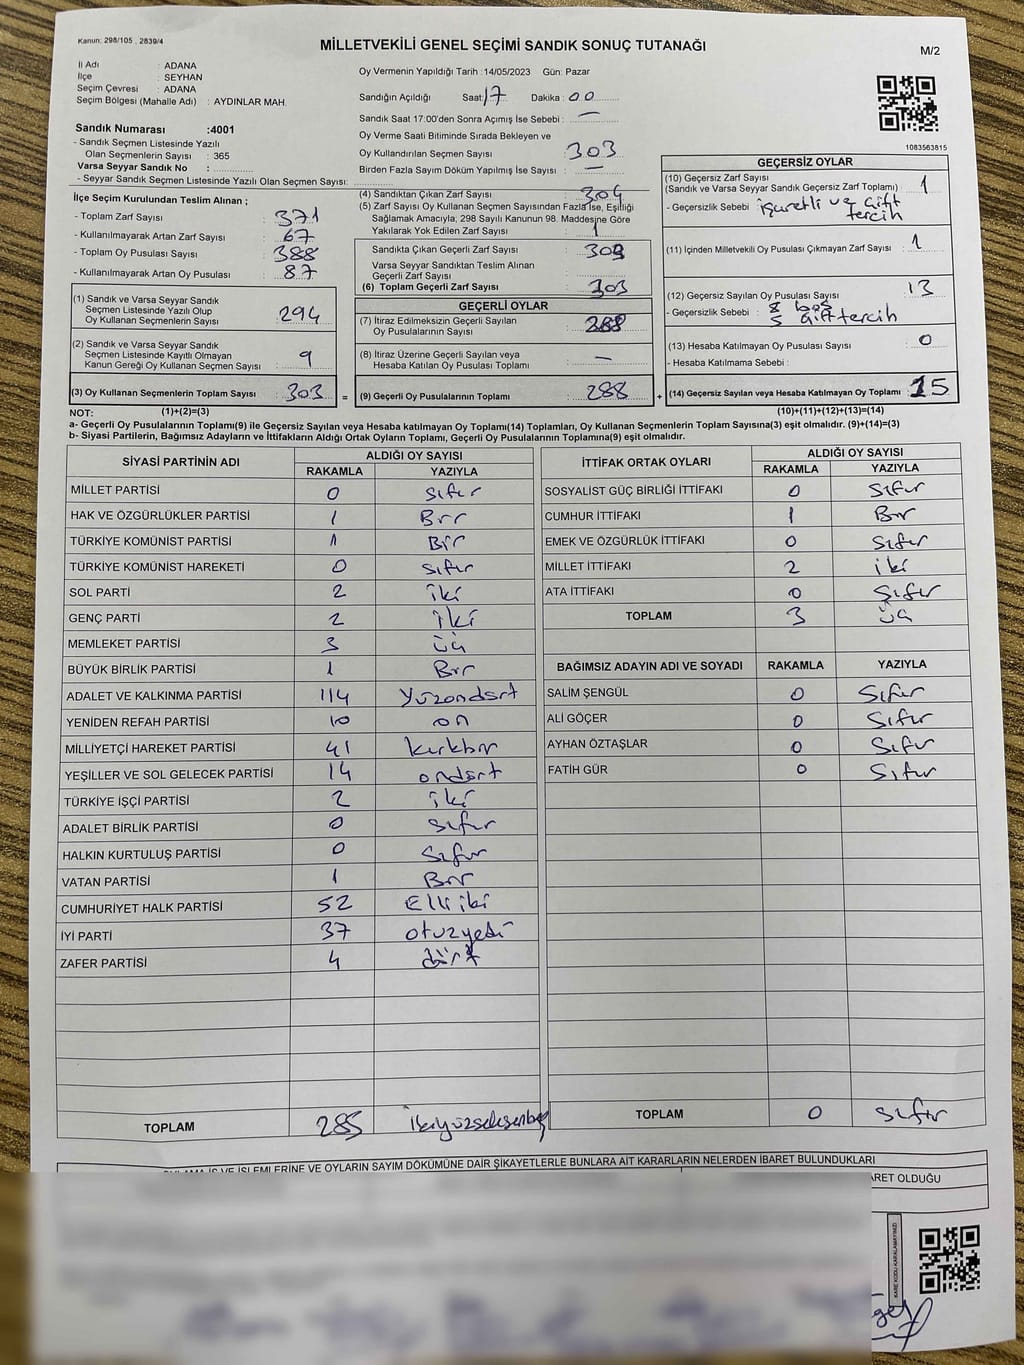 Kanun: 298/105 , 2839/4
MİLLETVEKİLİ GENEL SEÇİMİ SANDIK SONUÇ TUTANAĞI
M/2
İl Adı : ADANA
İlçe : SEYHAN
Seçim Çevresi : ADANA
Seçim Bölgesi (Mahalle Adı) : AYDINLAR MAH.
Sandık Numarası :4001
- Sandık Seçmen Listesinde Yazılı
Olan Seçmenlerin Sayısı : 365
Varsa Seyyar Sandık No :
- Seyyar Sandık Seçmen Listesinde Yazılı Olan Seçmen Sayısı:
Oy Vermenin Yapıldığı Tarih :14/05/2023 Gün: Pazar
Sandığın Açıldığı Saat: 17 Dakika : 00
Sandık Saat 17:00'den Sonra Açımış İse Sebebi : —
Oy Verme Saati Bitiminde Sırada Bekleyen ve
Oy Kullandırılan Seçmen Sayısı : 303
Birden Fazla Sayım Döküm Yapılmış İse Sayısı : —
1083563815
İlçe Seçim Kurulundan Teslim Alınan ;
- Toplam Zarf Sayısı : 371
- Kullanılmayarak Artan Zarf Sayısı : 67
- Toplam Oy Pusulası Sayısı : 388
- Kullanılmayarak Artan Oy Pusulası : 87
(1) Sandık ve Varsa Seyyar Sandık
Seçmen Listesinde Yazılı Olup
Oy Kullanan Seçmenlerin Sayısı : 294
(2) Sandık ve Varsa Seyyar Sandık
Seçmen Listesinde Kayıtlı Olmayan
Kanun Gereği Oy Kullanan Seçmen Sayısı : 9
(3) Oy Kullanan Seçmenlerin Toplam Sayısı : 303 =
(4) Sandıktan Çıkan Zarf Sayısı : 304
(5) Zarf Sayısı Oy Kullanan Seçmen Sayısından Fazla İse, Eşitliği
Sağlamak Amacıyla; 298 Sayılı Kanunun 98. Maddesine Göre
Yakılarak Yok Edilen Zarf Sayısı : 1
Sandıkta Çıkan Geçerli Zarf Sayısı : 303
Varsa Seyyar Sandıktan Teslim Alınan
Geçerli Zarf Sayısı :
(6) Toplam Geçerli Zarf Sayısı : 303
GEÇERLİ OYLAR
(7) İtiraz Edilmeksizin Geçerli Sayılan
Oy Pusulalarının Sayısı : 288
(8) İtiraz Üzerine Geçerli Sayılan veya
Hesaba Katılan Oy Pusulası Toplamı : —
(9) Geçerli Oy Pusulalarının Toplamı : 288 +
GEÇERSİZ OYLAR
(10) Geçersiz Zarf Sayısı
(Sandık ve Varsa Seyyar Sandık Geçersiz Zarf Toplamı) : 1
- Geçersizlik Sebebi : işaretli ve çift
tercih
(11) İçinden Milletvekili Oy Pusulası Çıkmayan Zarf Sayısı : 1
(12) Geçersiz Sayılan Oy Pusulası Sayısı : 13
- Geçersizlik Sebebi : 8 boş
5 çift tercih
(13) Hesaba Katılmayan Oy Pusulası Sayısı : 0
- Hesaba Katılmama Sebebi :
(14) Geçersiz Sayılan veya Hesaba Katılmayan Oy Toplamı : 15
NOT: (1)+(2)=(3) (10)+(11)+(12)+(13)=(14)
a- Geçerli Oy Pusulalarının Toplamı(9) ile Geçersiz Sayılan veya Hesaba katılmayan Oy Toplamı(14) Toplamları, Oy Kullanan Seçmenlerin Toplam Sayısına(3) eşit olmalıdır. (9)+(14)=(3)
b- Siyasi Partilerin, Bağımsız Adayların ve İttifakların Aldığı Ortak Oyların Toplamı, Geçerli Oy Pusulalarının Toplamına(9) eşit olmalıdır.
SİYASİ PARTİNİN ADI ALDIĞI OY SAYISI
RAKAMLA YAZIYLA
MİLLET PARTİSİ 0 sıfır
HAK VE ÖZGÜRLÜKLER PARTİSİ 1 Bir
TÜRKİYE KOMÜNİST PARTİSİ 1 Bir
TÜRKİYE KOMÜNİST HAREKETİ 0 sıfır
SOL PARTİ 2 iki
GENÇ PARTİ 2 iki
MEMLEKET PARTİSİ 3 üç
BÜYÜK BİRLİK PARTİSİ 1 Bir
ADALET VE KALKINMA PARTİSİ 114 Yüzondört
YENİDEN REFAH PARTİSİ 10 on
MİLLİYETÇİ HAREKET PARTİSİ 41 kırkbir
YEŞİLLER VE SOL GELECEK PARTİSİ 14 ondört
TÜRKİYE İŞÇİ PARTİSİ 2 iki
ADALET BİRLİK PARTİSİ 0 sıfır
HALKIN KURTULUŞ PARTİSİ 0 sıfır
VATAN PARTİSİ 1 Bir
CUMHURİYET HALK PARTİSİ 52 Elli iki
İYİ PARTİ 37 otuzyedi
ZAFER PARTİSİ 4 dört
TOPLAM 285 ikiyüzseksenbeş
İTTİFAK ORTAK OYLARI ALDIĞI OY SAYISI
RAKAMLA YAZIYLA
SOSYALİST GÜÇ BİRLİĞİ İTTİFAKI 0 sıfır
CUMHUR İTTİFAKI 1 Bir
EMEK VE ÖZGÜRLÜK İTTİFAKI 0 sıfır
MİLLET İTTİFAKI 2 iki
ATA İTTİFAKI 0 sıfır
TOPLAM 3 üç
BAĞIMSIZ ADAYIN ADI VE SOYADI RAKAMLA YAZIYLA
SALİM ŞENGÜL 0 sıfır
ALİ GÖÇER 0 sıfır
AYHAN ÖZTAŞLAR 0 sıfır
FATİH GÜR 0 sıfır
TOPLAM 0 sıfır
İŞ VE İŞLEMLERİNE VE OYLARIN SAYIM DÖKÜMÜNE DAİR ŞİKAYETLERLE BUNLARA AİT KARARLARIN NELERDEN İBARET BULUNDUKLARI
OLDUĞU
KARE KODU KARALAMAYINIZ!